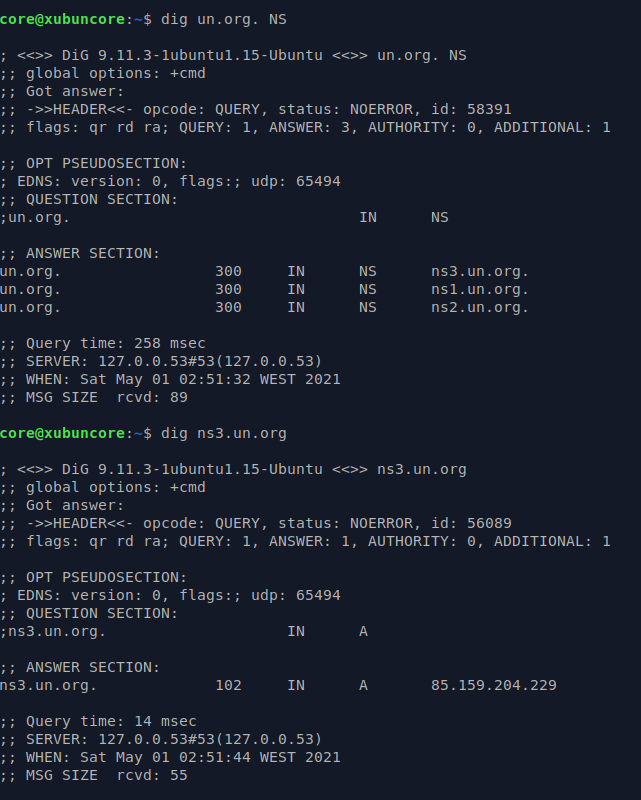 core@xubuncore:~$ dig un.org. NS

; <<>> DiG 9.11.3-1ubuntu1.15-Ubuntu <<>> un.org. NS
;; global options: +cmd
;; Got answer:
;; ->>HEADER<<- opcode: QUERY, status: NOERROR, id: 58391
;; flags: qr rd ra; QUERY: 1, ANSWER: 3, AUTHORITY: 0, ADDITIONAL: 1

;; OPT PSEUDOSECTION:
; EDNS: version: 0, flags:; udp: 65494
;; QUESTION SECTION:
;un.org.				IN	NS

;; ANSWER SECTION:
un.org.			300	IN	NS	ns3.un.org.
un.org.			300	IN	NS	ns1.un.org.
un.org.			300	IN	NS	ns2.un.org.

;; Query time: 258 msec
;; SERVER: 127.0.0.53#53(127.0.0.53)
;; WHEN: Sat May 01 02:51:32 WEST 2021
;; MSG SIZE  rcvd: 89

core@xubuncore:~$ dig ns3.un.org

; <<>> DiG 9.11.3-1ubuntu1.15-Ubuntu <<>> ns3.un.org
;; global options: +cmd
;; Got answer:
;; ->>HEADER<<- opcode: QUERY, status: NOERROR, id: 56089
;; flags: qr rd ra; QUERY: 1, ANSWER: 1, AUTHORITY: 0, ADDITIONAL: 1

;; OPT PSEUDOSECTION:
; EDNS: version: 0, flags:; udp: 65494
;; QUESTION SECTION:
;ns3.un.org.			IN	A

;; ANSWER SECTION:
ns3.un.org.		102	IN	A	85.159.204.229

;; Query time: 14 msec
;; SERVER: 127.0.0.53#53(127.0.0.53)
;; WHEN: Sat May 01 02:51:44 WEST 2021
;; MSG SIZE  rcvd: 55